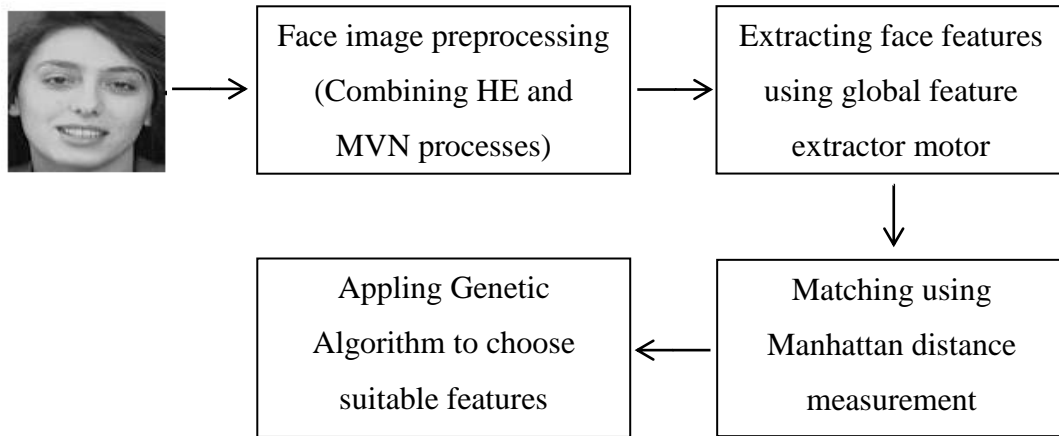 Face image preprocessing
(Combining HE and
MVN processes)
Extracting face features
using global feature
extractor motor
Matching using
Manhattan distance
measurement
Appling Genetic
Algorithm to choose
suitable features